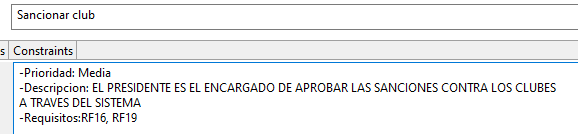 Sancionar club
s Constraints
-Prioridad: Media
-Descripcion: EL PRESIDENTE ES EL ENCARGADO DE APROBAR LAS SANCIONES CONTRA LOS CLUBES
A TRAVES DEL SISTEMA
-Requisitos:RF16, RF19